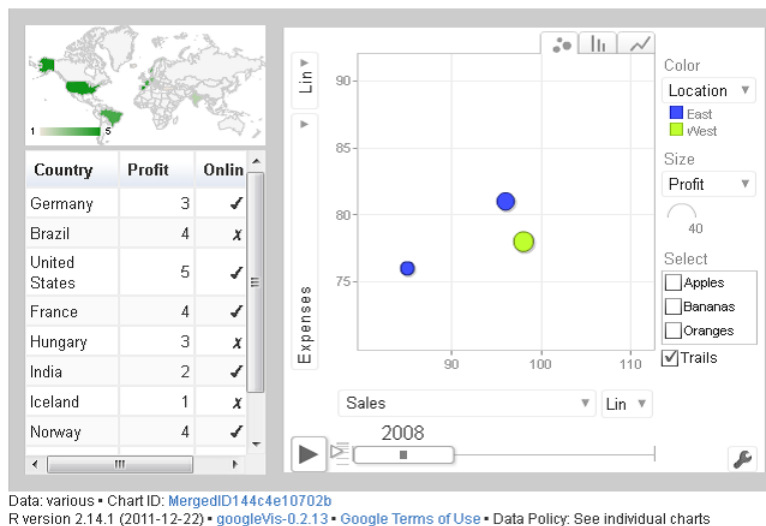 1 5
Country Profit Onlin
Germany 3 ✓
Brazil 4 x
United
States 5 ✓
France 4 ✓
Hungary 3 x
India 2 ✓
Iceland 1 x
Norway 4 ✓
Lin
Expenses
90
85
80
75
90 100 110
Sales Lin
2008
Color
Location
East
West
Size
Profit
40
Select
Apples
Bananas
Oranges
Trails
Data: various • Chart ID: MergedID144c4e10702b
R version 2.14.1 (2011-12-22) • googleVis-0.2.13 • Google Terms of Use • Data Policy: See individual charts